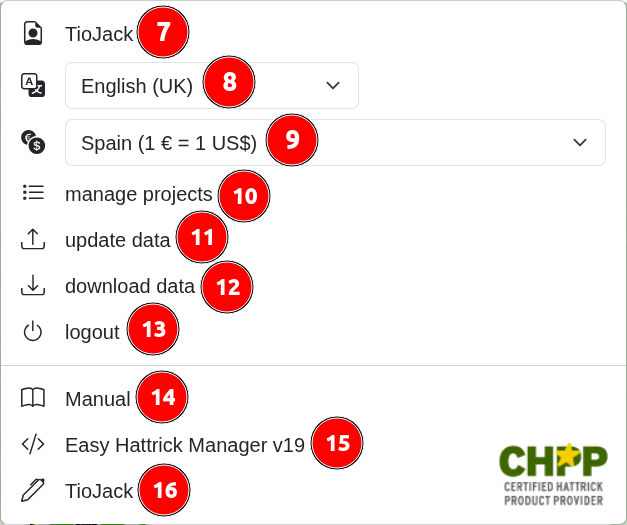 TioJack 7
English (UK) 8
Spain (1 € = 1 US$) 9
manage projects 10
update data 11
download data 12
logout 13
Manual 14
Easy Hattrick Manager v19 15
TioJack 16
CHPP
CERTIFIED HATTRICK
PRODUCT PROVIDER